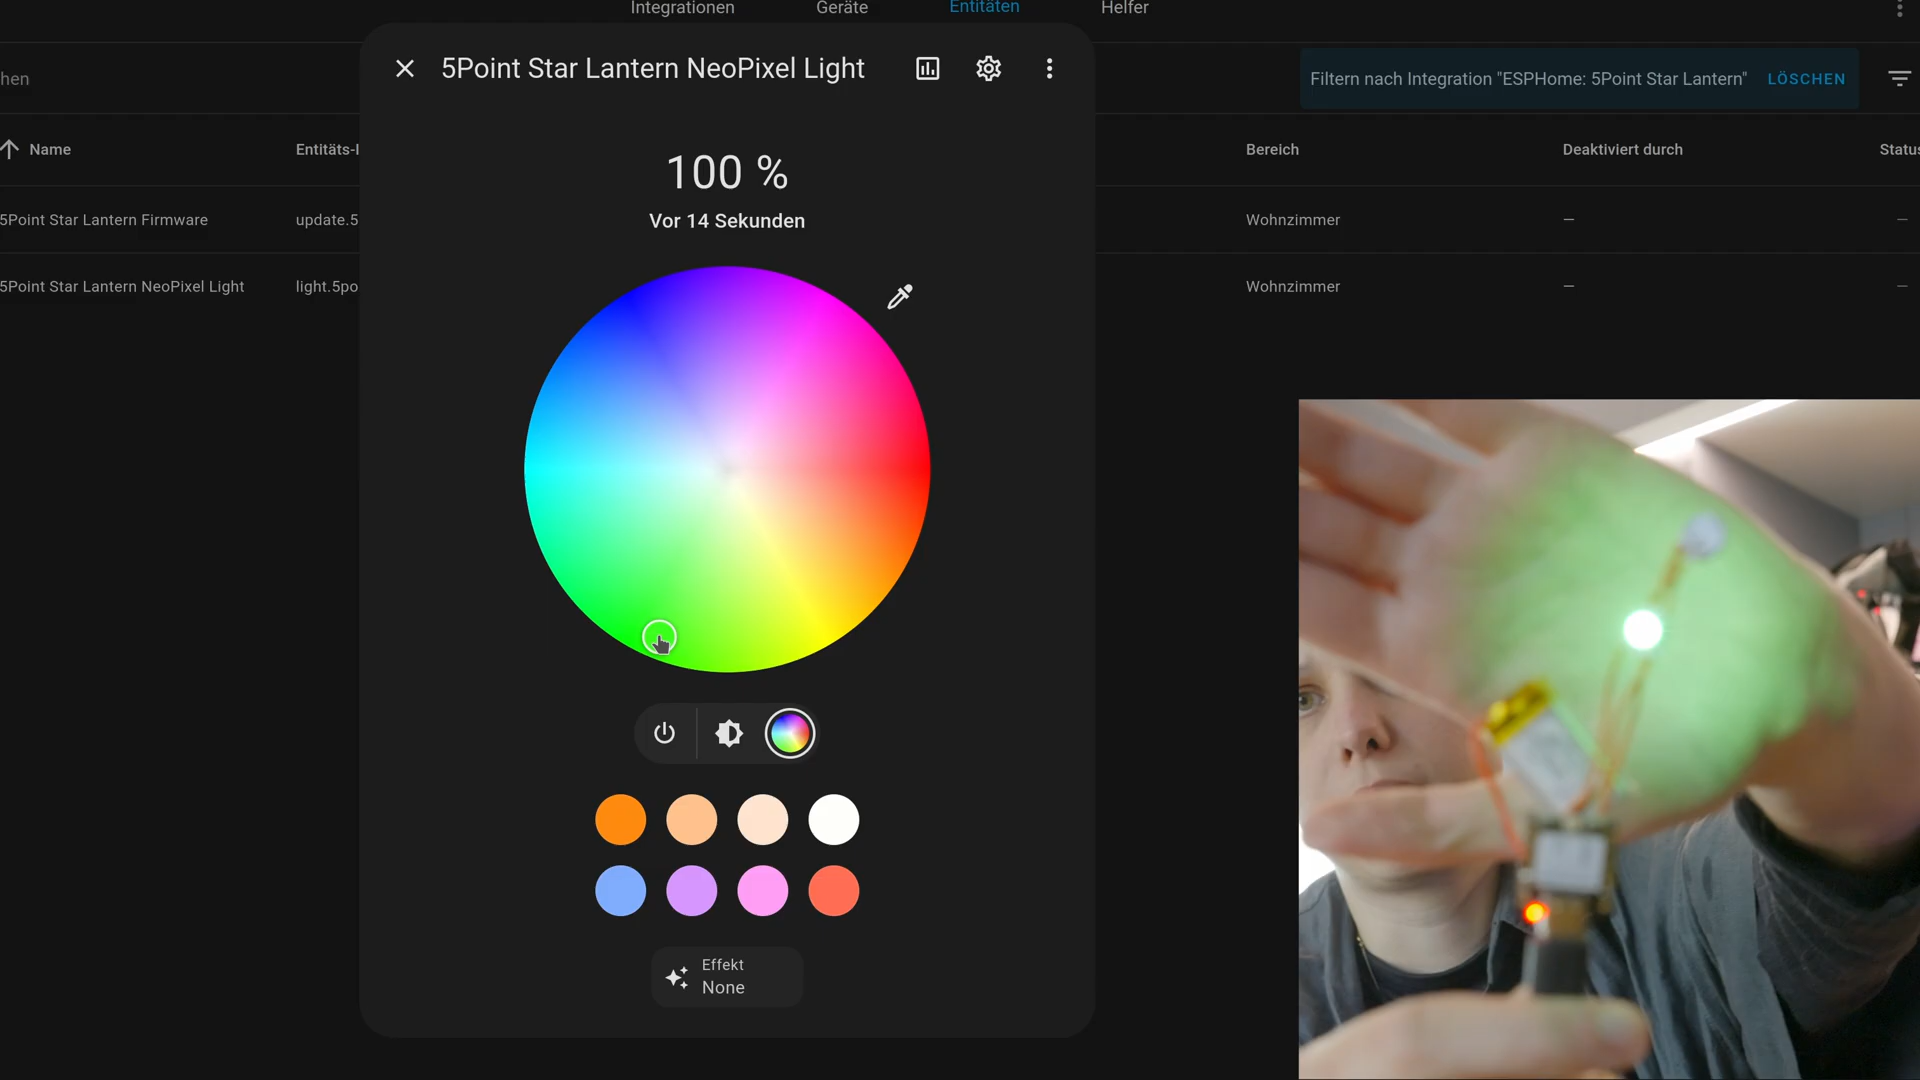 Integrationen Geräte Entitäten Helfer
hen
5Point Star Lantern NeoPixel Light
Filtern nach Integration "ESPHome: 5Point Star Lantern" LÖSCHEN
Name Entitäts-I Bereich Deaktiviert durch Status
100 %
Vor 14 Sekunden
5Point Star Lantern Firmware update.5 Wohnzimmer –
5Point Star Lantern NeoPixel Light light.5po Wohnzimmer –
Effekt
None